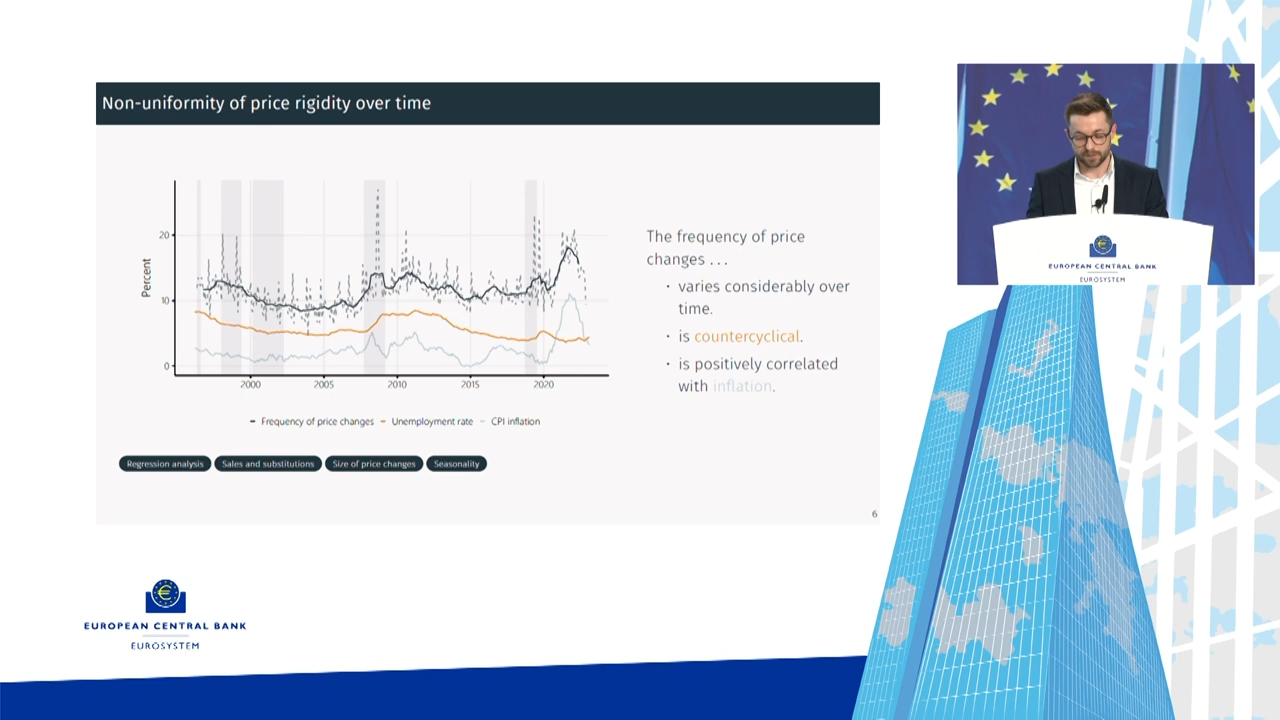 Non-uniformity of price rigidity over time
Percent
20
10
0
2000
2005
2010
2015
2020
Frequency of price changes
Unemployment rate
CPI inflation
The frequency of price
changes . . .
· varies considerably over
time.
· is countercyclical.
· is positively correlated
with inflation.
Regression analysis
Sales and substitutions
Size of price changes
Seasonality
6
EUROPEAN CENTRAL BANK
EUROSYSTEM
EUROPEAN CENTRAL BANK
EUROSYSTEM